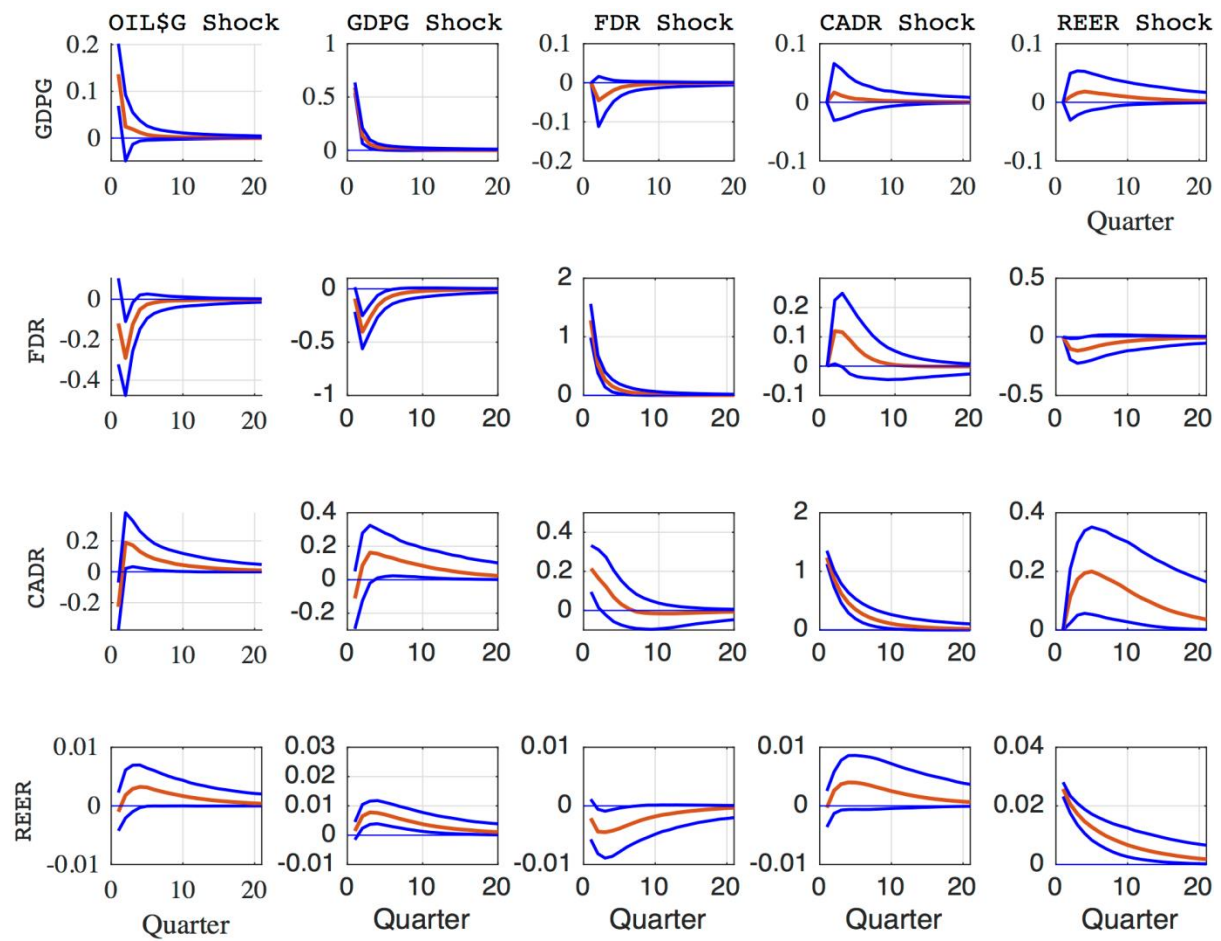 OIL$G Shock GDPG Shock FDR Shock CADR Shock REER Shock
GDPG
0.2 0.1 0
0 10 20
1 0.5 0
0 10 20
0.1 0 -0.1 -0.2
0 10 20
0.1 0 -0.1
0 10 20
0.1 0 -0.1
0 10 20
Quarter
FDR
0 -0.2 -0.4
0 10 20
0 -0.5 -1
0 10 20
2 1 0
0 10 20
0.2 0.1 0 -0.1
0 10 20
0.5 0 -0.5
0 10 20
CADR
0.2 0 -0.2
0 10 20
0.4 0.2 0 -0.2
0 10 20
0.4 0.2 0
0 10 20
2 1 0
0 10 20
0.4 0.2 0
0 10 20
REER
0.01 0 -0.01
0 10 20
Quarter
0.03 0.02 0.01 0 -0.01
0 10 20
Quarter
0.01 0 -0.01
0 10 20
Quarter
0.01 0 -0.01
0 10 20
Quarter
0.04 0.02 0
0 10 20
Quarter